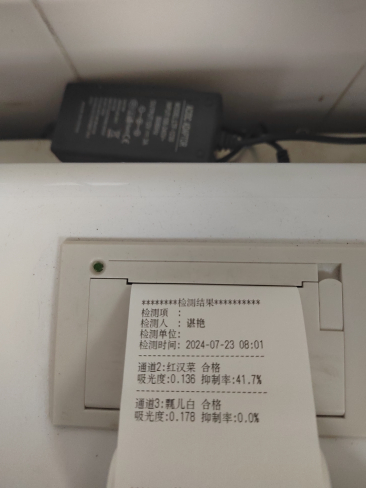 ********检测结果**********
检测项 :
检测人 : 谌艳
检测单位:
检测时间: 2024-07-23 08:01
通道2:红汉菜 合格
吸光度:0.136 抑制率:41.7%
通道3:瓢儿白 合格
吸光度:0.178 抑制率:0.0%